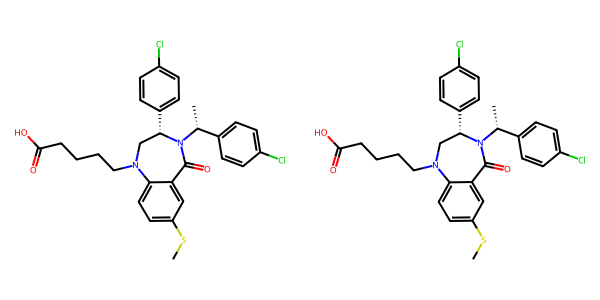 Cl Cl
N Cl N Cl
HO O N O HO O N O
S S